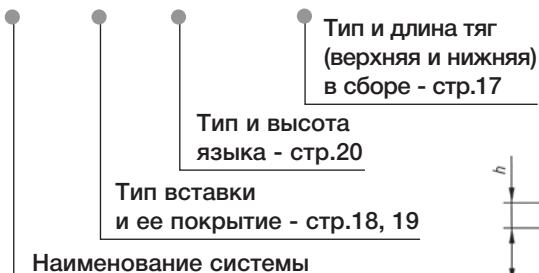 Тип и длина тяг
(верхняя и нижняя)
в сборе - стр.17
Тип и высота
языка - стр.20
h
Тип вставки
и ее покрытие - стр.18, 19
Наименование системы